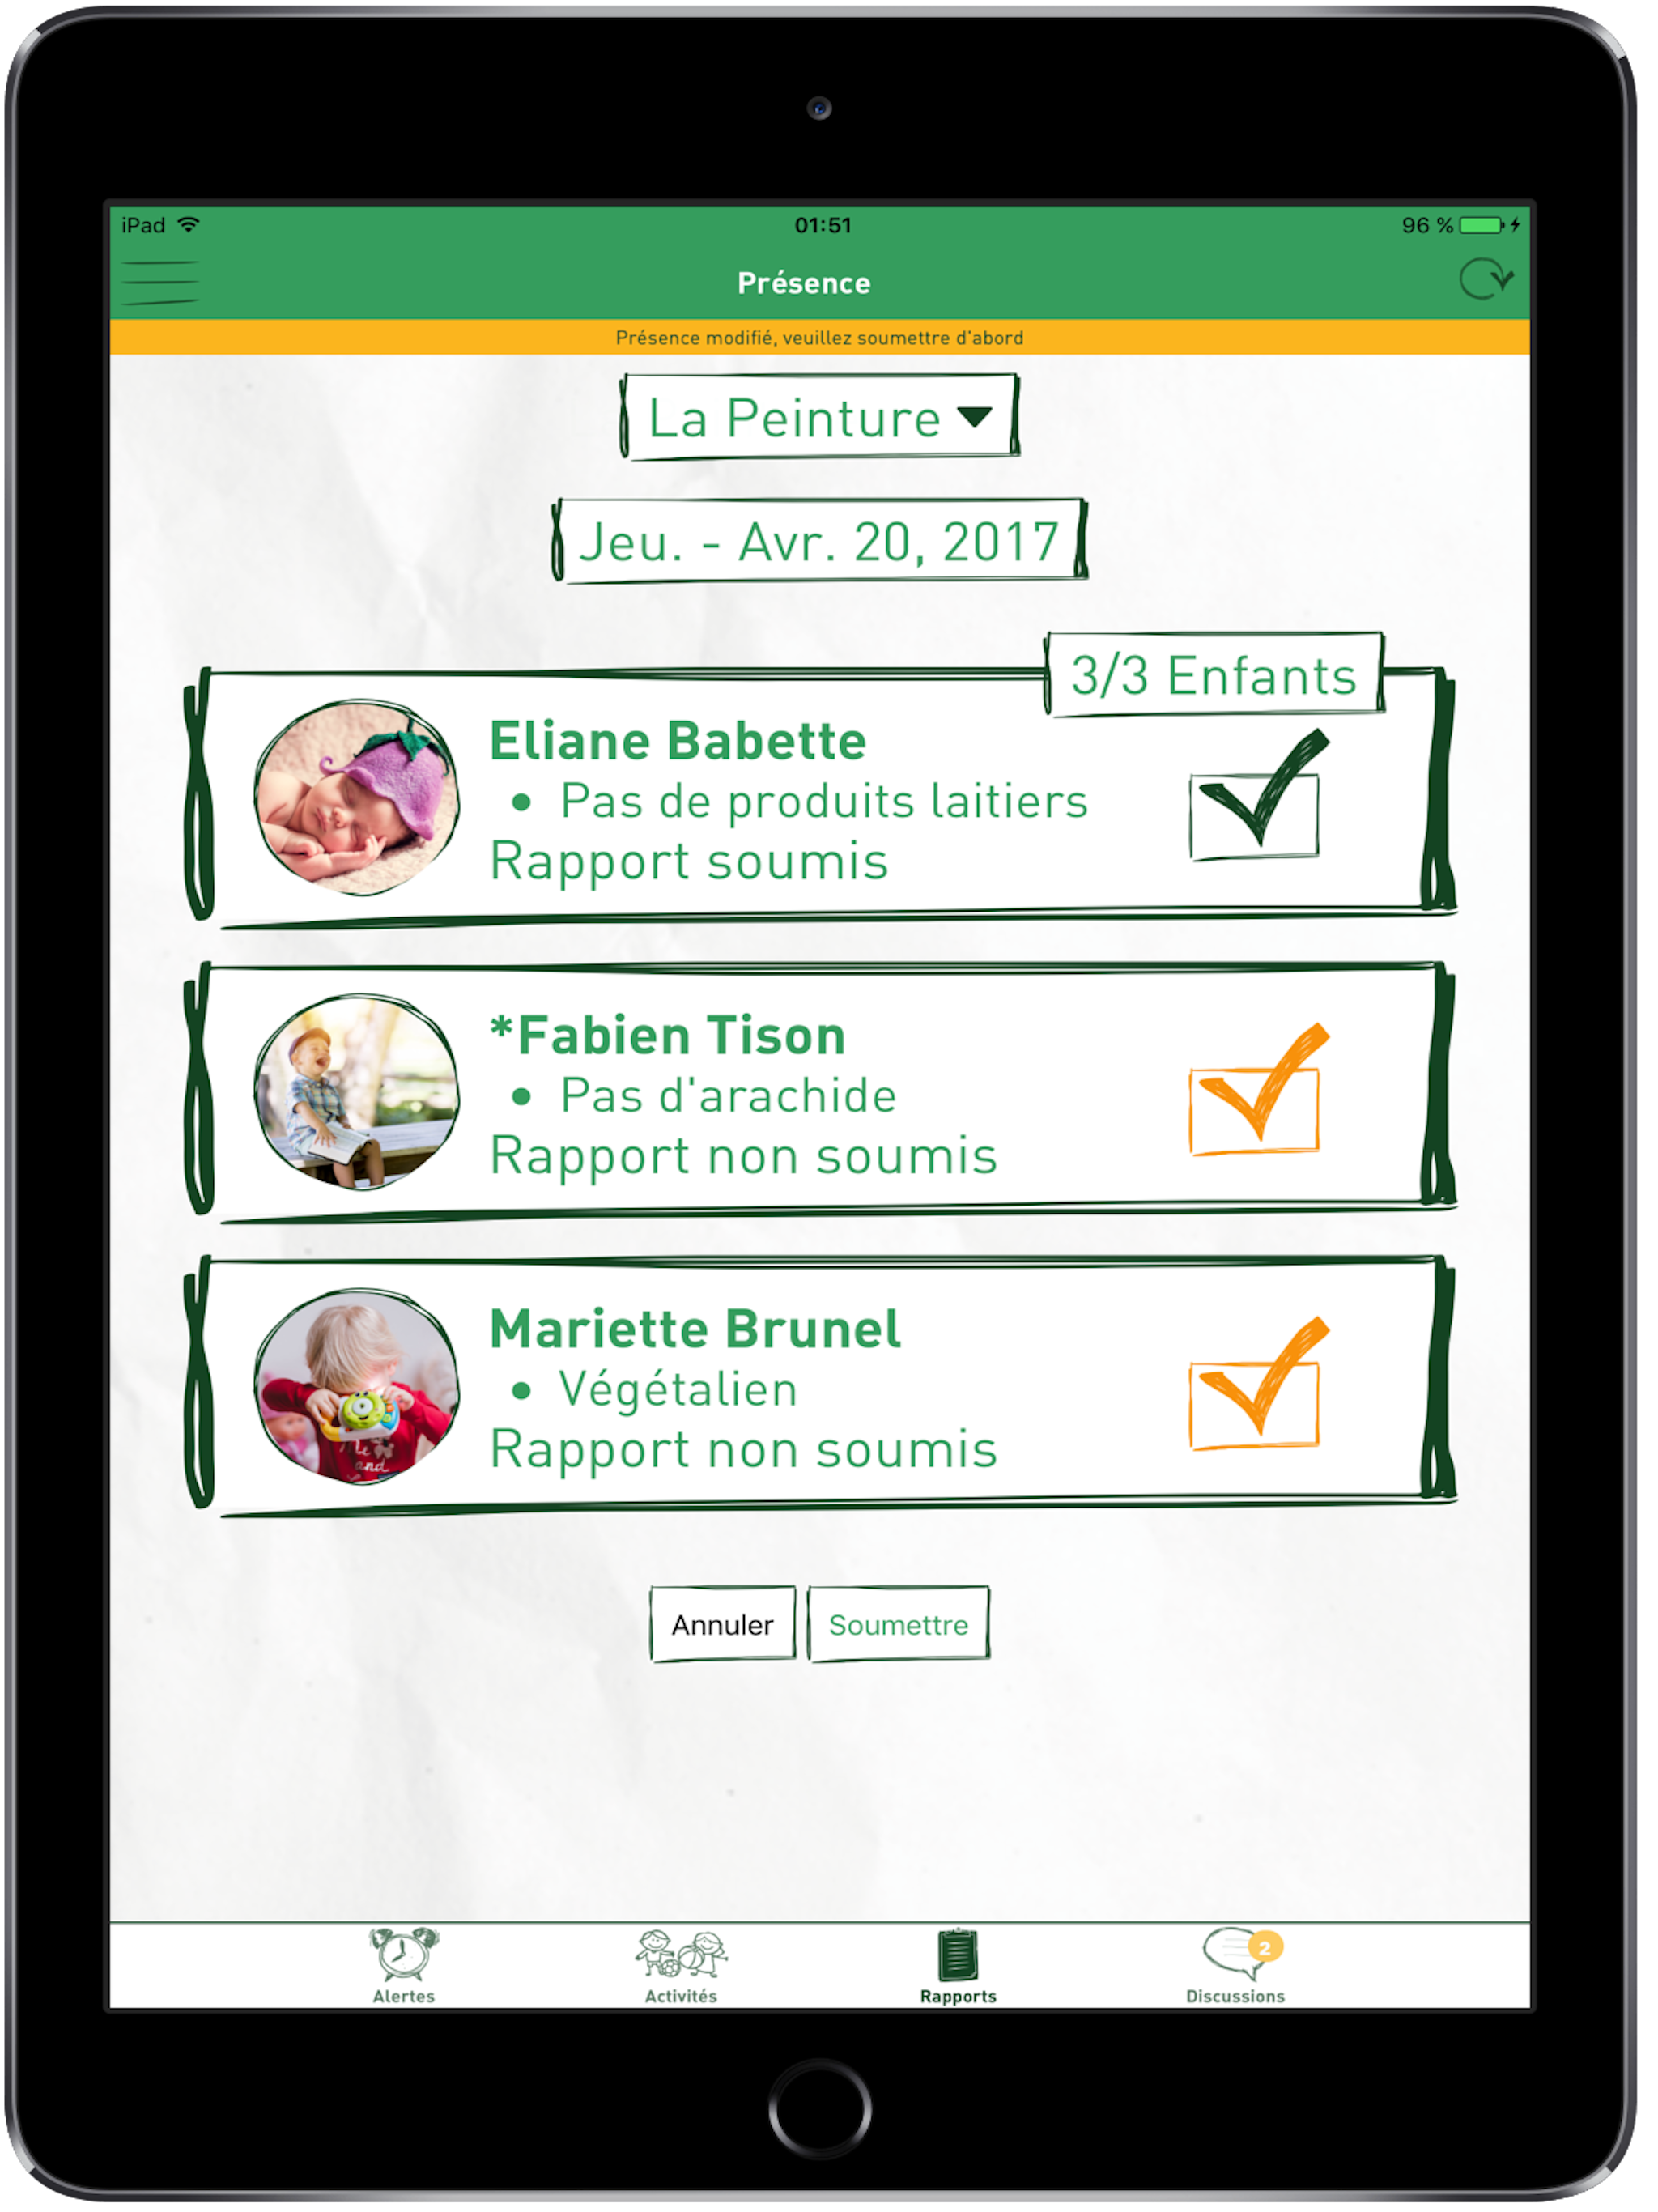 iPad 01:51 96 %
Présence
Présence modifié, veuillez soumettre d'abord
La Peinture
Jeu. - Avr. 20, 2017
3/3 Enfants
Eliane Babette
• Pas de produits laitiers
Rapport soumis
*Fabien Tison
• Pas d'arachide
Rapport non soumis
Mariette Brunel
• Végétalien
Rapport non soumis
Me
and
Annuler Soumettre
2
Alertes Activités Rapports Discussions